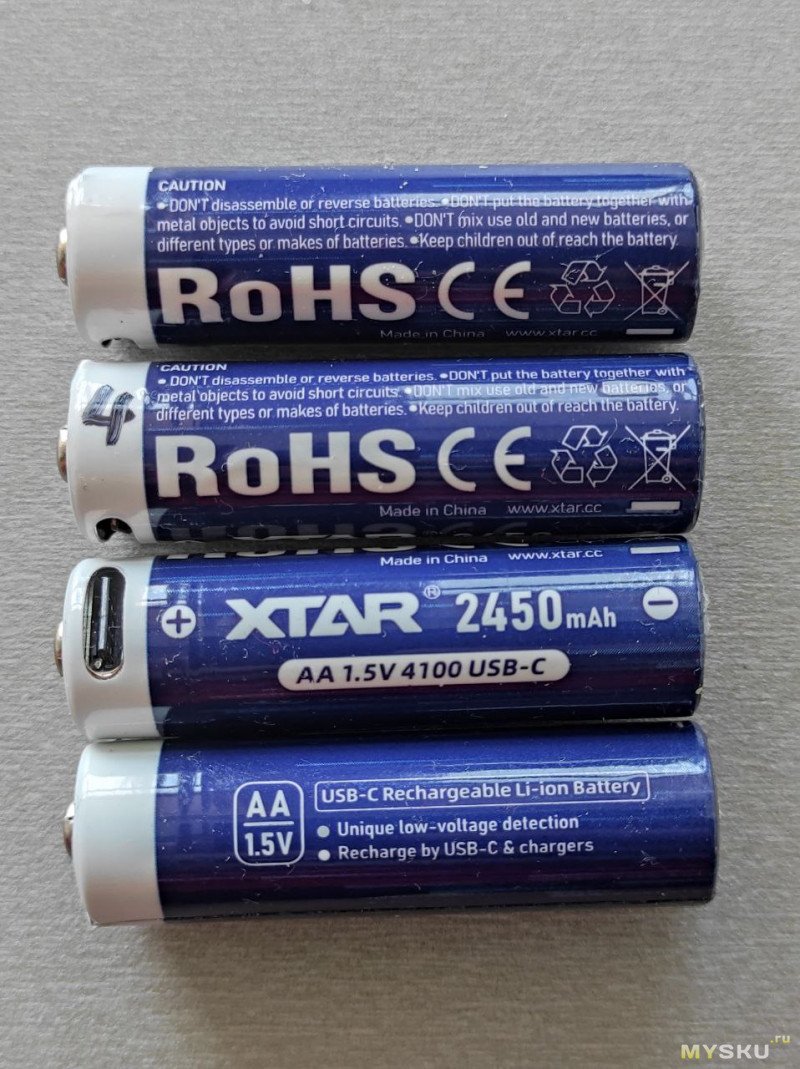 CAUTION
•DON'T disassemble or reverse batteries. •DON'T put the battery together with
metal objects to avoid short circuits. •DON'T mix use old and new batteries, or
different types or makes of batteries. •Keep children out of reach the battery.
RoHS CE
Made in China www.xtar.cc
4
CAUTION
• DON'T disassemble or reverse batteries. •DON'T put the battery together with
metal objects to avoid short circuits. •DON'T mix use old and new batteries, or
different types or makes of batteries. •Keep children out of reach the battery.
RoHS CE
Made in China www.xtar.cc
Made in China www.xtar.cc
+ XTAR® 2450 mAh −
AA 1.5V 4100 USB-C
AA
1.5V
USB-C Rechargeable Li-ion Battery
• Unique low-voltage detection
• Recharge by USB-C & chargers
MYSKU.ru